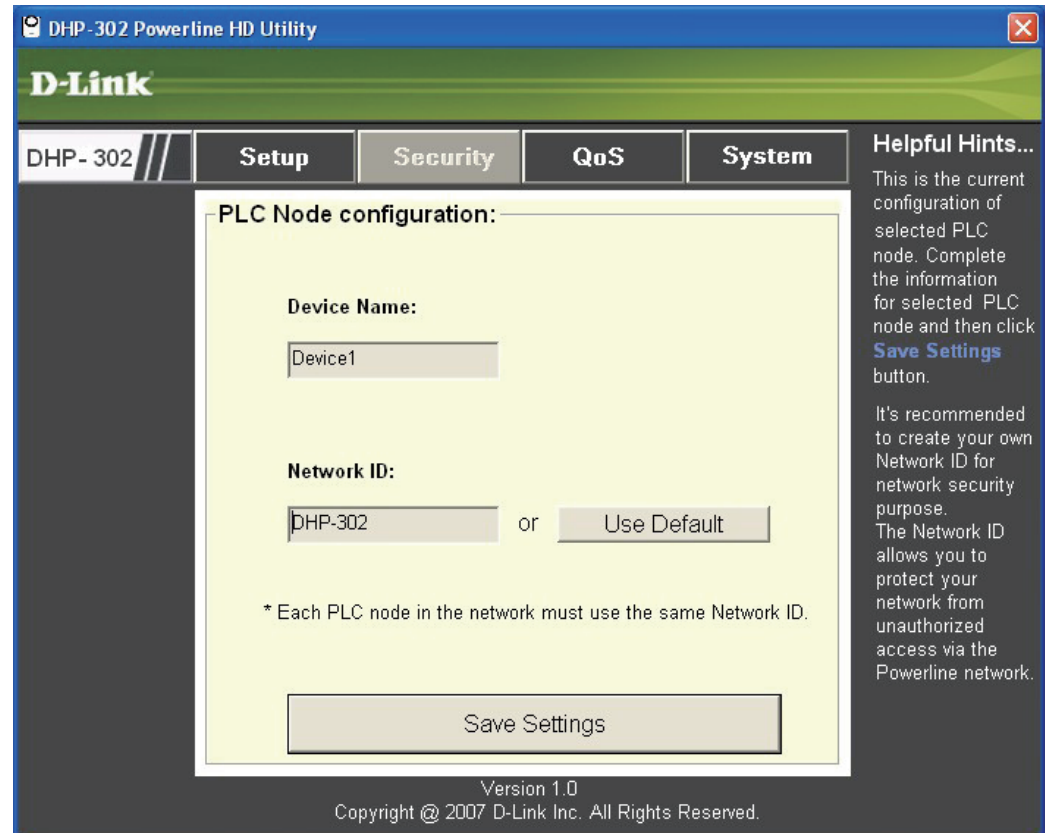 DHP-302 Powerline HD Utility
D-Link
DHP- 302
Setup
Security
QoS
System
PLC Node configuration:
Device Name:
Device1
Network ID:
DHP-302
or
Use Default
* Each PLC node in the network must use the same Network ID.
Save Settings
Helpful Hints...
This is the current
configuration of
selected PLC
node. Complete
the information
for selected PLC
node and then click
Save Settings
button.
It's recommended
to create your own
Network ID for
network security
purpose.
The Network ID
allows you to
protect your
network from
unauthorized
access via the
Powerline network.
Version 1.0
Copyright @ 2007 D-Link Inc. All Rights Reserved.